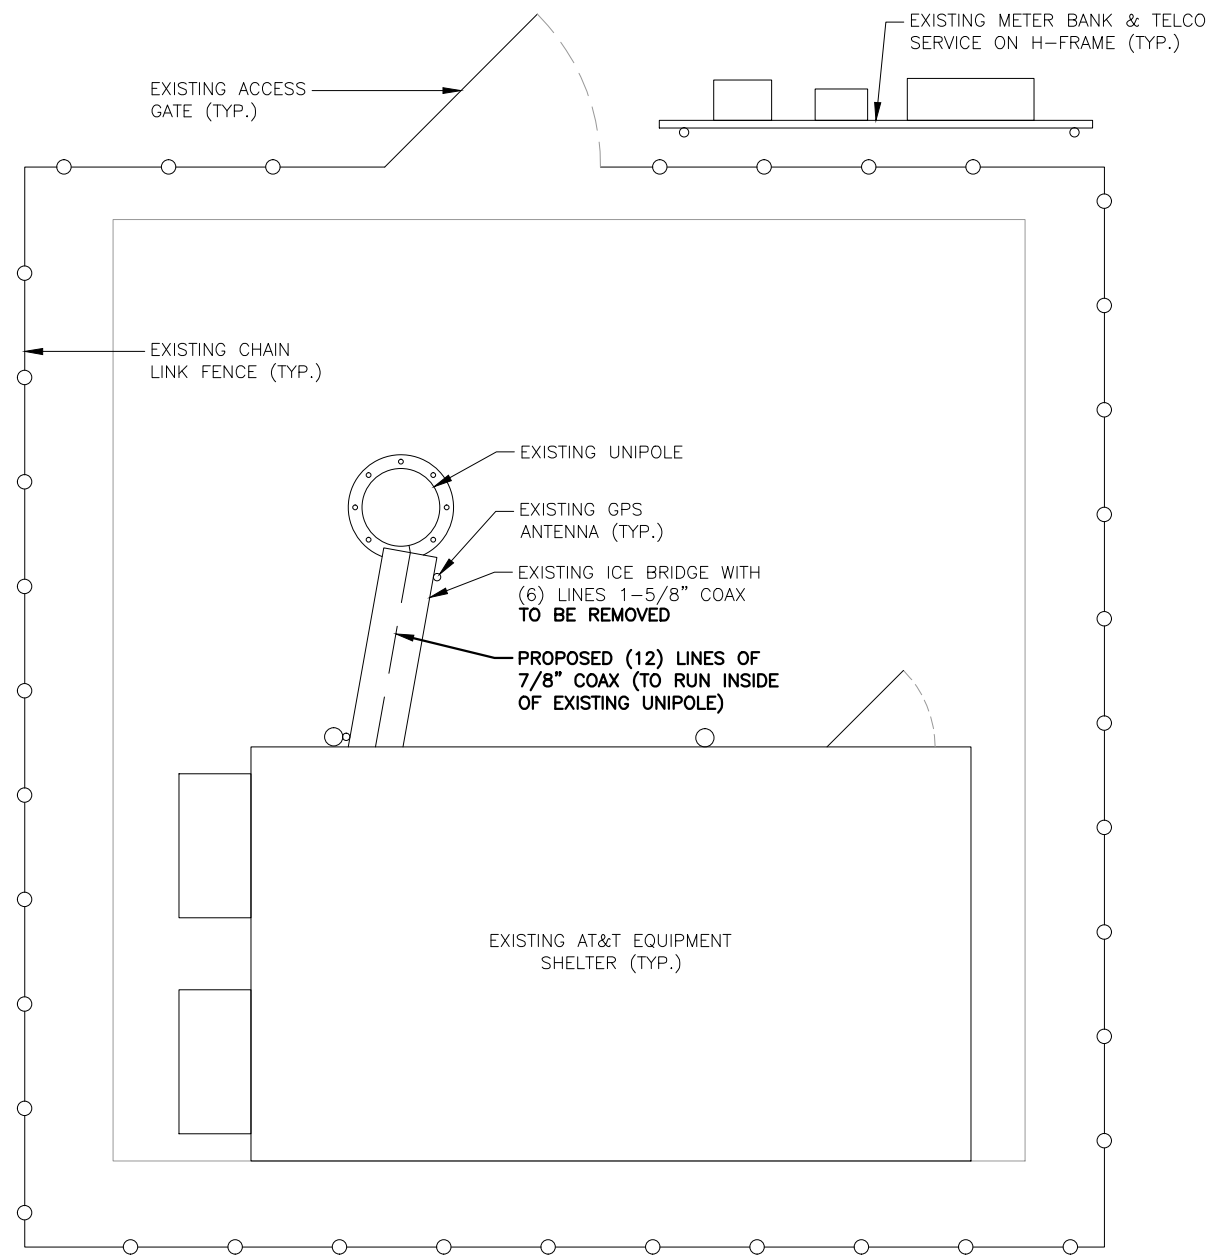 EXISTING METER BANK & TELCO
SERVICE ON H-FRAME (TYP.)
EXISTING ACCESS
GATE (TYP.)
EXISTING CHAIN
LINK FENCE (TYP.)
EXISTING UNIPOLE
EXISTING GPS
ANTENNA (TYP.)
EXISTING ICE BRIDGE WITH
(6) LINES 1-5/8" COAX
TO BE REMOVED
PROPOSED (12) LINES OF
7/8" COAX (TO RUN INSIDE
OF EXISTING UNIPOLE)
EXISTING AT&T EQUIPMENT
SHELTER (TYP.)